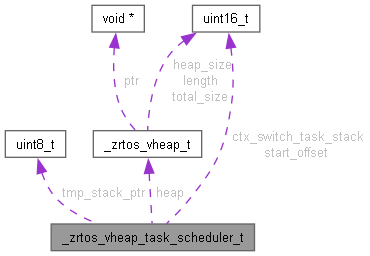 void *
uint16_t
heap_size
length
total_size
ptr
ctx_switch_task_stack
start_offset
uint8_t
_zrtos_vheap_t
tmp_stack_ptr
heap
_zrtos_vheap_task_scheduler_t